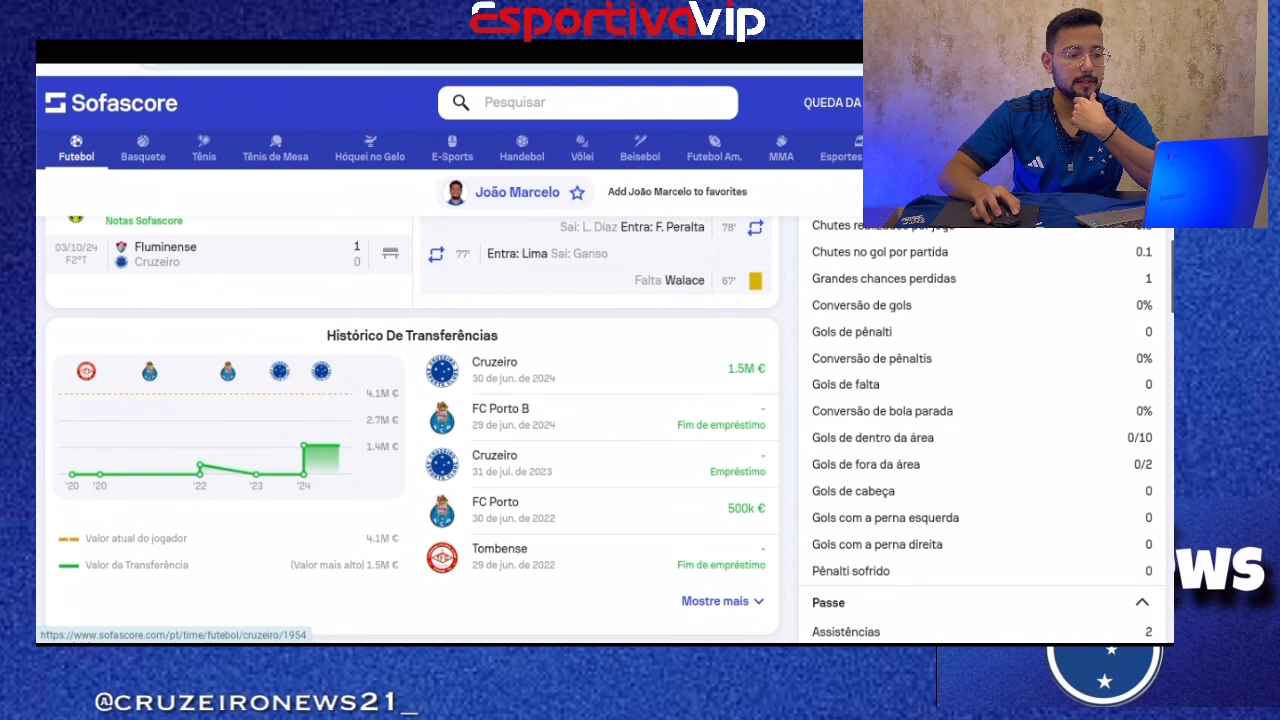 EsportivaVip
Sofascore
Pesquisar
QUEDA DA
Futebol
Basquete
Tênis
Tênis de Mesa
Hóquei no Gelo
E-Sports
Handebol
Vôlei
Beisebol
Futebol Am.
MMA
Esportes
João Marcelo
Add João Marcelo to favorites
Notas Sofascore
03/10/24 Fluminense 1
F2°T Cruzeiro 0
Sai: L. Díaz Entra: F. Peralta 78'
77' Entra: Lima Sai: Ganso
Falta Walace 67'
Histórico De Transferências
4.1M €
2.7M €
1.4M €
'20 '20 '22 '23 '24
Valor atual do jogador 4.1M €
Valor da Transferência (Valor mais alto) 1.5M €
Cruzeiro
30 de jun. de 2024
1.5M €
FC Porto B -
29 de jun. de 2024 Fim de empréstimo
Cruzeiro -
31 de jul. de 2023 Empréstimo
FC Porto
30 de jun. de 2022
500k €
Tombense -
29 de jun. de 2022 Fim de empréstimo
Mostre mais
Chutes no gol por partida 0.1
Grandes chances perdidas 1
Conversão de gols 0%
Gols de pênalti 0
Conversão de pênaltis 0%
Gols de falta 0
Conversão de bola parada 0%
Gols de dentro da área 0/10
Gols de fora da área 0/2
Gols de cabeça 0
Gols com a perna esquerda 0
Gols com a perna direita 0
Pênalti sofrido 0
Passe
Assistências 2
https://www.sofascore.com/pt/time/futebol/cruzeiro/1954
WS
@CRUZEIRONEWS21_